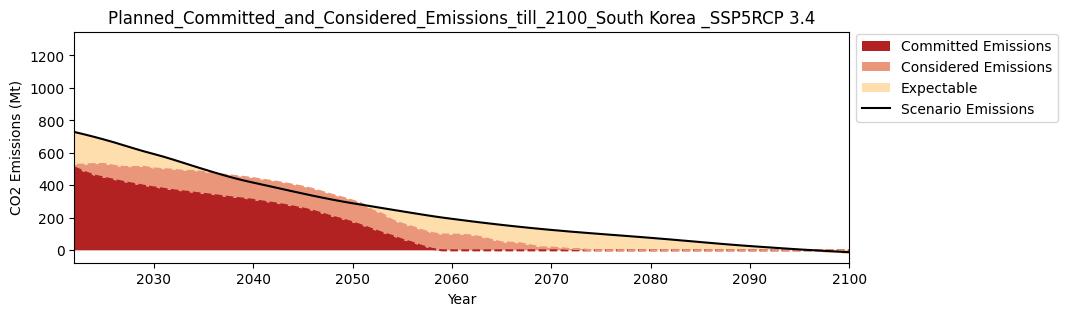 Planned_Committed_and_Considered_Emissions_till_2100_South Korea _SSP5RCP 3.4
CO2 Emissions (Mt)
1200
1000
800
600
400
200
0
2030 2040 2050 2060 2070 2080 2090 2100
Year
Committed Emissions
Considered Emissions
Expectable
Scenario Emissions